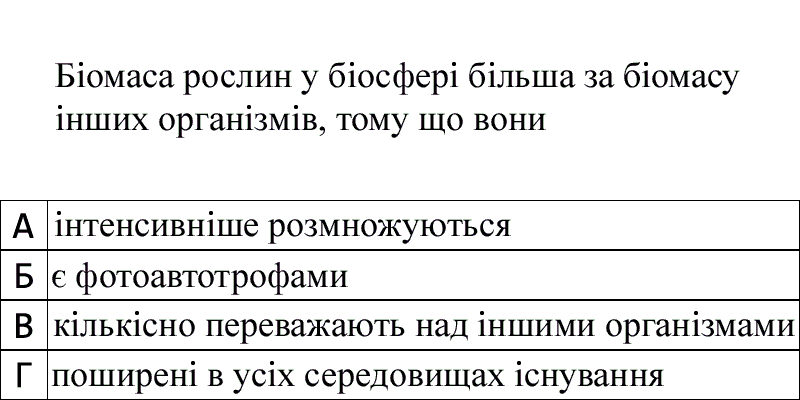 Біомаса рослин у біосфері більша за біомасу
інших організмів, тому що вони
А інтенсивніше розмножуються
Б є фотоавтотрофами
В кількісно переважають над іншими організмами
Г поширені в усіх середовищах існування